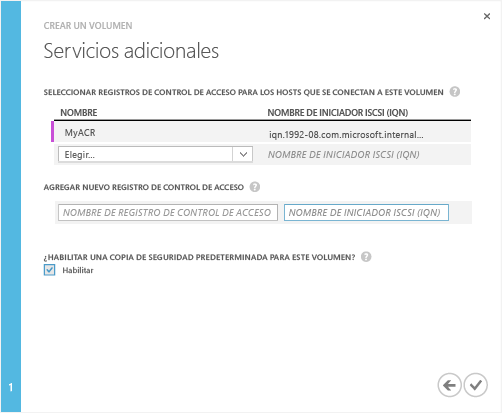 CREAR UN VOLUMEN
Servicios adicionales
SELECCIONAR REGISTROS DE CONTROL DE ACCESO PARA LOS HOSTS QUE SE CONECTAN A ESTE VOLUMEN ?
NOMBRE NOMBRE DE INICIADOR ISCSI (IQN)
MyACR iqn.1992-08.com.microsoft.internal...
Elegir... NOMBRE DE INICIADOR ISCSI (IQN)
AGREGAR NUEVO REGISTRO DE CONTROL DE ACCESO ?
NOMBRE DE REGISTRO DE CONTROL DE ACCESO NOMBRE DE INICIADOR ISCSI (IQN)
¿HABILITAR UNA COPIA DE SEGURIDAD PREDETERMINADA PARA ESTE VOLUMEN? ?
Habilitar
1